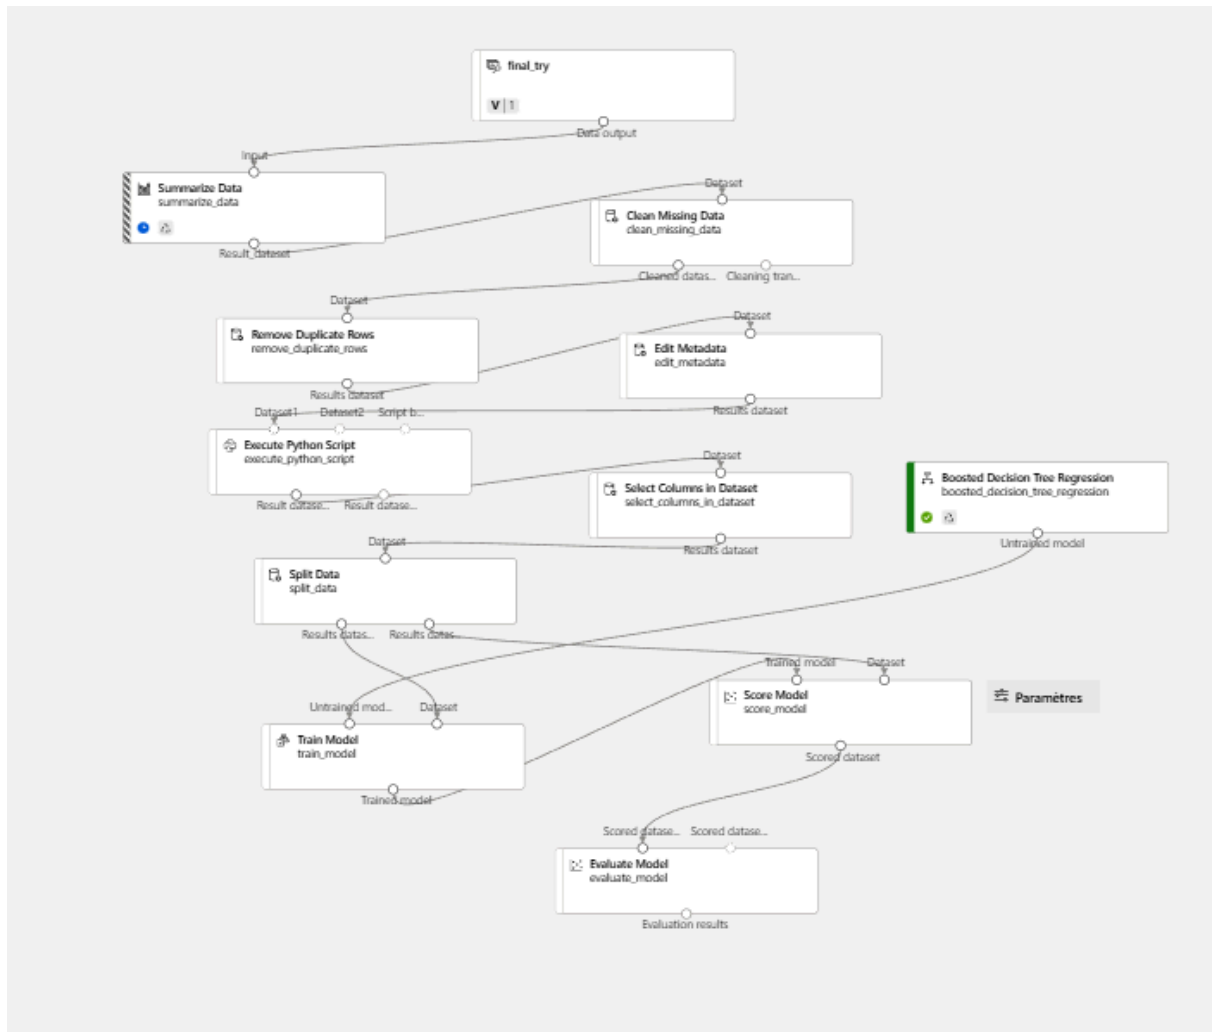 final_try
V | 1
Data output
Input
Summarize Data
summarize_data
Result_dataset
Dataset
Clean Missing Data
clean_missing_data
Cleaned datas... Cleaning tran...
Dataset
Remove Duplicate Rows
remove_duplicate_rows
Results dataset
Dataset
Edit Metadata
edit_metadata
Results dataset
Dataset1 Dataset2 Script b...
Execute Python Script
execute_python_script
Result datase... Result datase...
Dataset
Select Columns in Dataset
select_columns_in_dataset
Results dataset
Boosted Decision Tree Regression
boosted_decision_tree_regression
Untrained model
Dataset
Split Data
split_data
Results datas... Results datas...
Untrained mod... Dataset
Train Model
train_model
Trained model
Trained model Dataset
Score Model
score_model
Scored dataset
Paramètres
Scored datase... Scored datase...
Evaluate Model
evaluate_model
Evaluation results